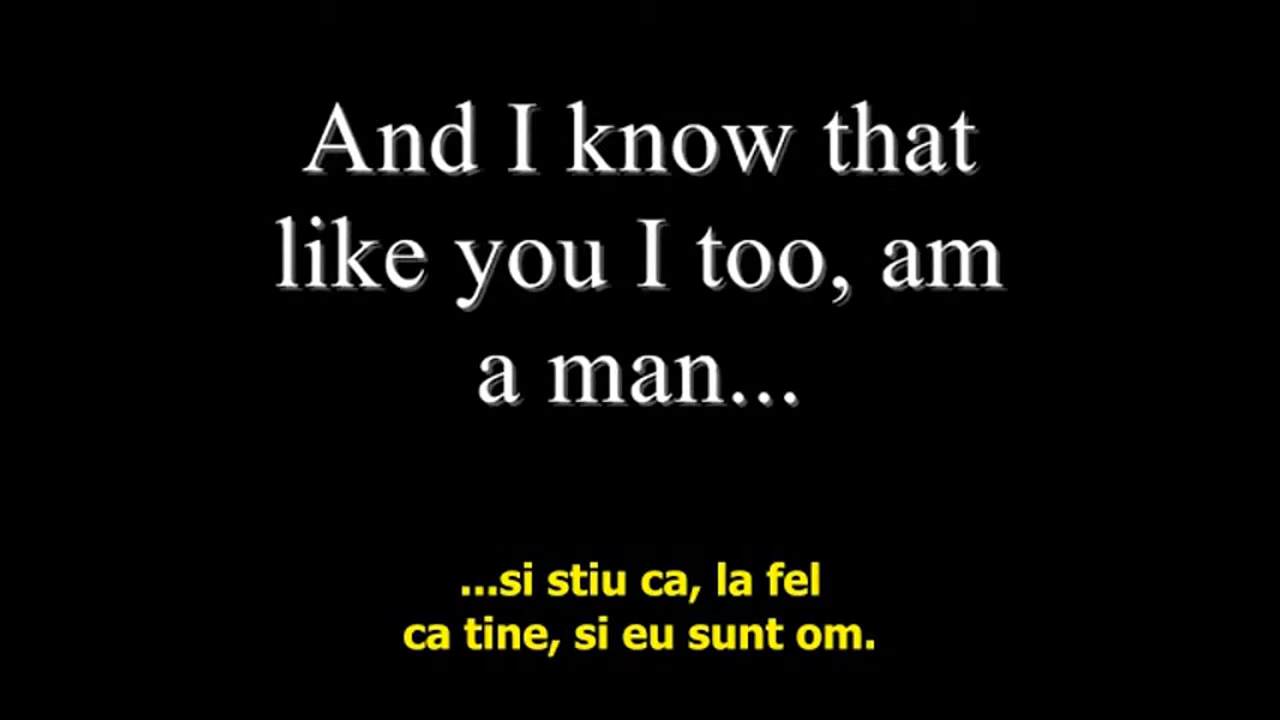 And I know that
like you I too, am
a man...
...si stiu ca, la fel
ca tine, si eu sunt om.